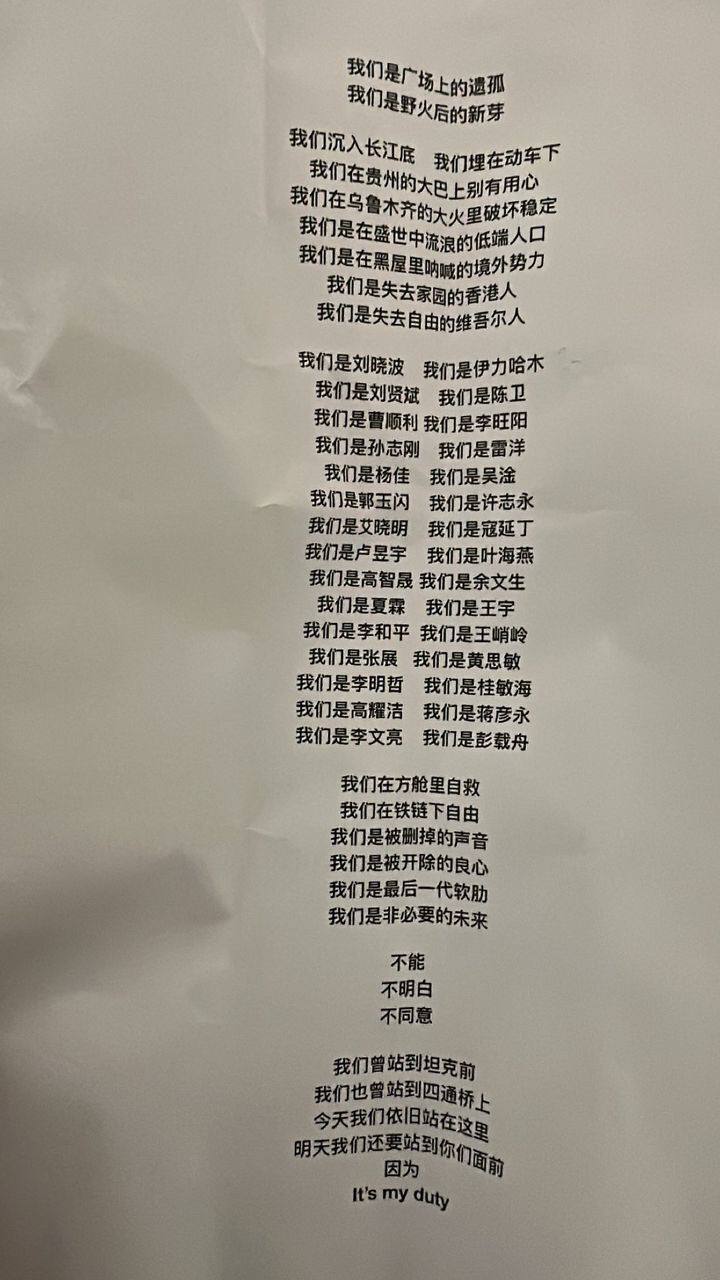 我们是广场上的遗孤
我们是野火后的新芽
我们沉入长江底 我们埋在动车下
我们在贵州的大巴上别有用心
我们在乌鲁木齐的大火里破坏稳定
我们是在盛世中流浪的低端人口
我们是在黑屋里呐喊的境外势力
我们是失去家园的香港人
我们是失去自由的维吾尔人
我们是刘晓波 我们是伊力哈木
我们是刘贤斌 我们是陈卫
我们是曹顺利 我们是李旺阳
我们是孙志刚 我们是雷洋
我们是杨佳 我们是吴淦
我们是郭玉闪 我们是许志永
我们是艾晓明 我们是寇延丁
我们是卢昱宇 我们是叶海燕
我们是高智晟 我们是余文生
我们是夏霖 我们是王宇
我们是李和平 我们是王峭岭
我们是张展 我们是黄思敏
我们是李明哲 我们是桂敏海
我们是高耀洁 我们是蒋彦永
我们是李文亮 我们是彭载舟
我们在方舱里自救
我们在铁链下自由
我们是被删掉的声音
我们是被开除的良心
我们是最后一代软肋
我们是非必要的未来
不能
不明白
不同意
我们曾站到坦克前
我们也曾站到四通桥上
今天我们依旧站在这里
明天我们还要站到你们面前
因为
It's my duty